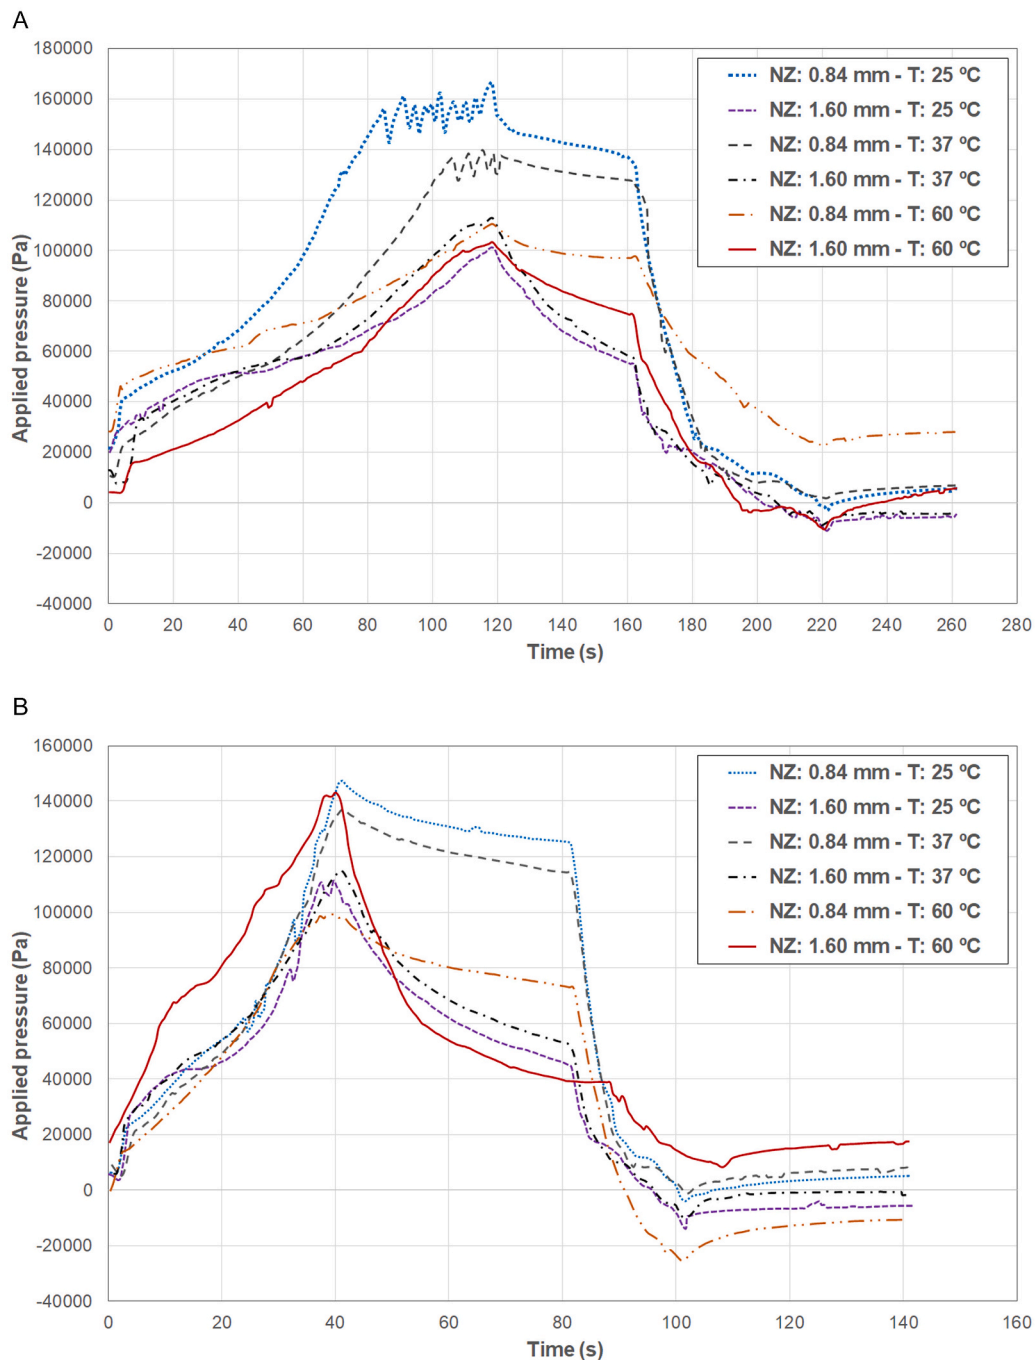 A
180000
160000
140000
120000
100000
80000
60000
40000
20000
0
-20000
-40000
Applied pressure (Pa)
NZ: 0.84 mm - T: 25 ºC
NZ: 1.60 mm - T: 25 ºC
NZ: 0.84 mm - T: 37 ºC
NZ: 1.60 mm - T: 37 ºC
NZ: 0.84 mm - T: 60 ºC
NZ: 1.60 mm - T: 60 ºC
0 20 40 60 80 100 120 140 160 180 200 220 240 260 280
Time (s)
B
160000
140000
120000
100000
80000
60000
40000
20000
0
-20000
-40000
Applied pressure (Pa)
NZ: 0.84 mm - T: 25 ºC
NZ: 1.60 mm - T: 25 ºC
NZ: 0.84 mm - T: 37 ºC
NZ: 1.60 mm - T: 37 ºC
NZ: 0.84 mm - T: 60 ºC
NZ: 1.60 mm - T: 60 ºC
0 20 40 60 80 100 120 140 160
Time (s)